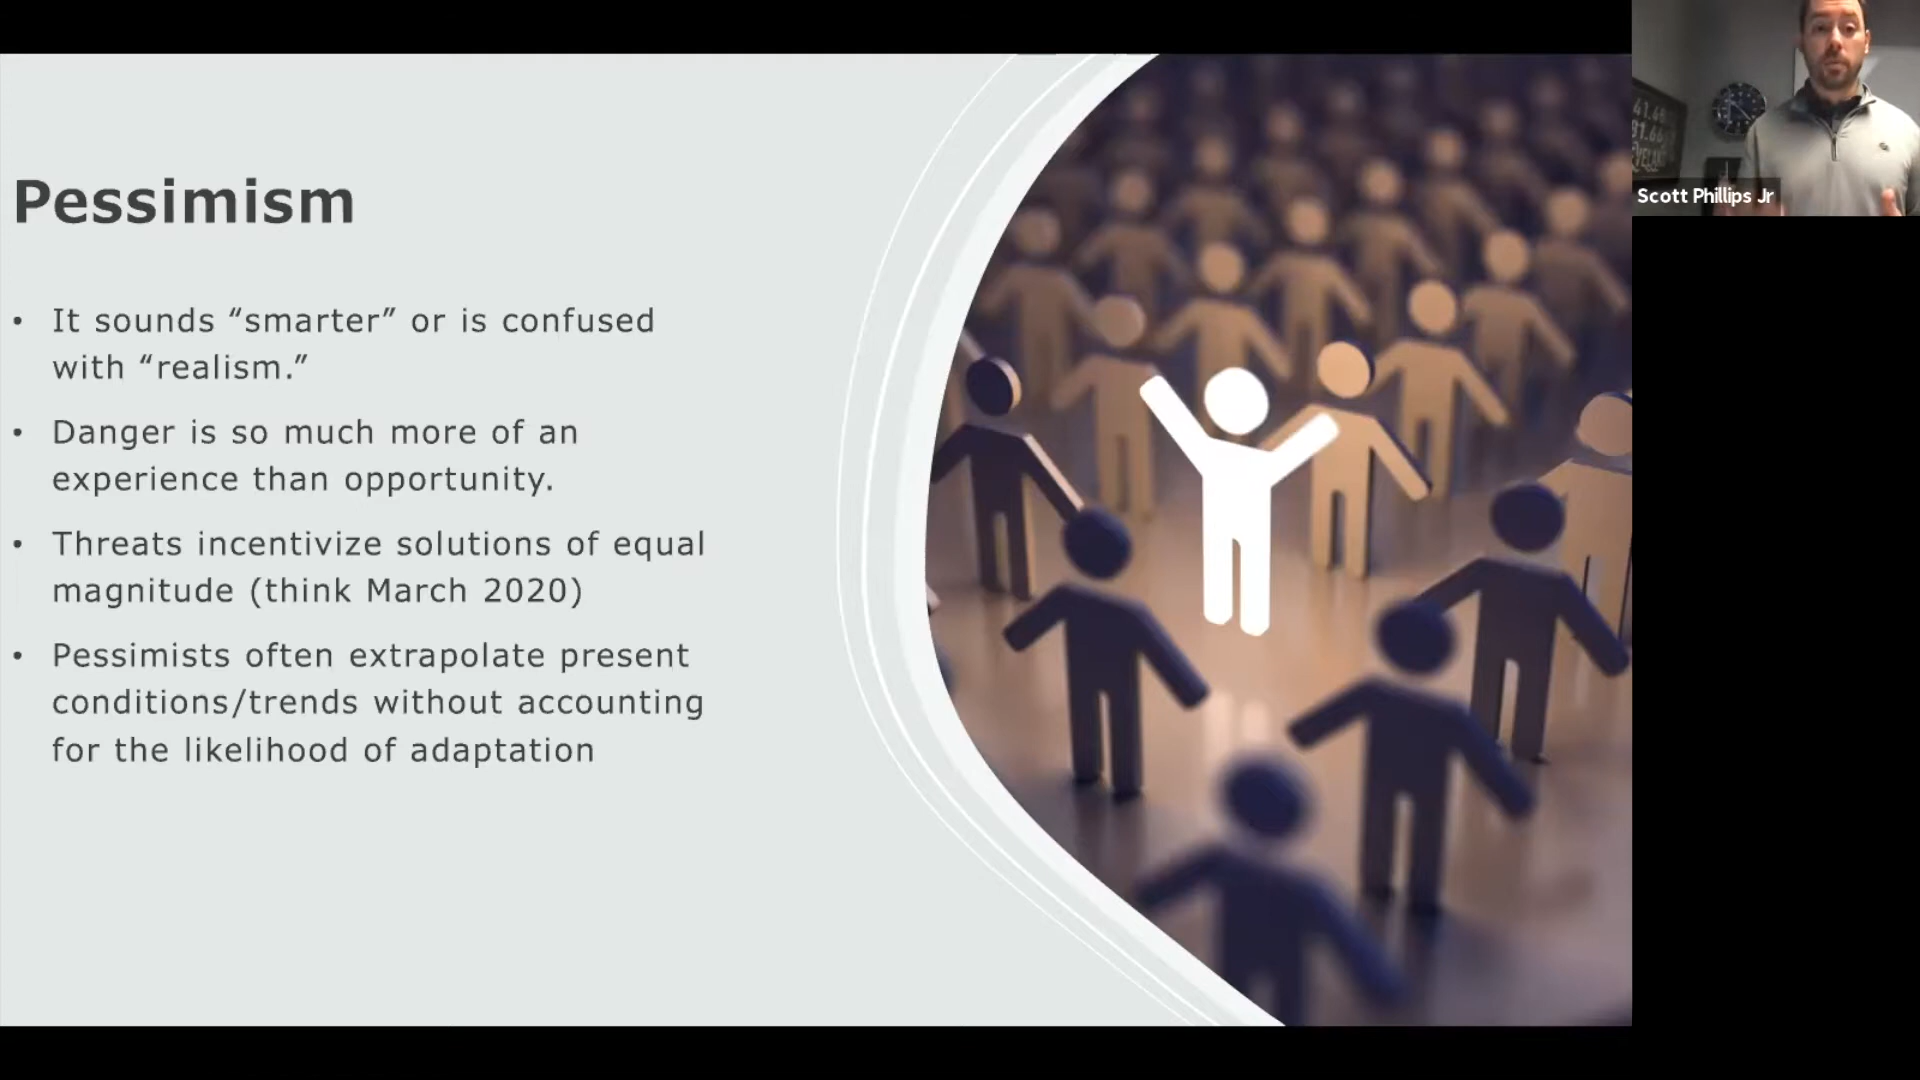 Pessimism
• It sounds “smarter” or is confused
with “realism.”
• Danger is so much more of an
experience than opportunity.
• Threats incentivize solutions of equal
magnitude (think March 2020)
• Pessimists often extrapolate present
conditions/trends without accounting
for the likelihood of adaptation
Scott Phillips Jr